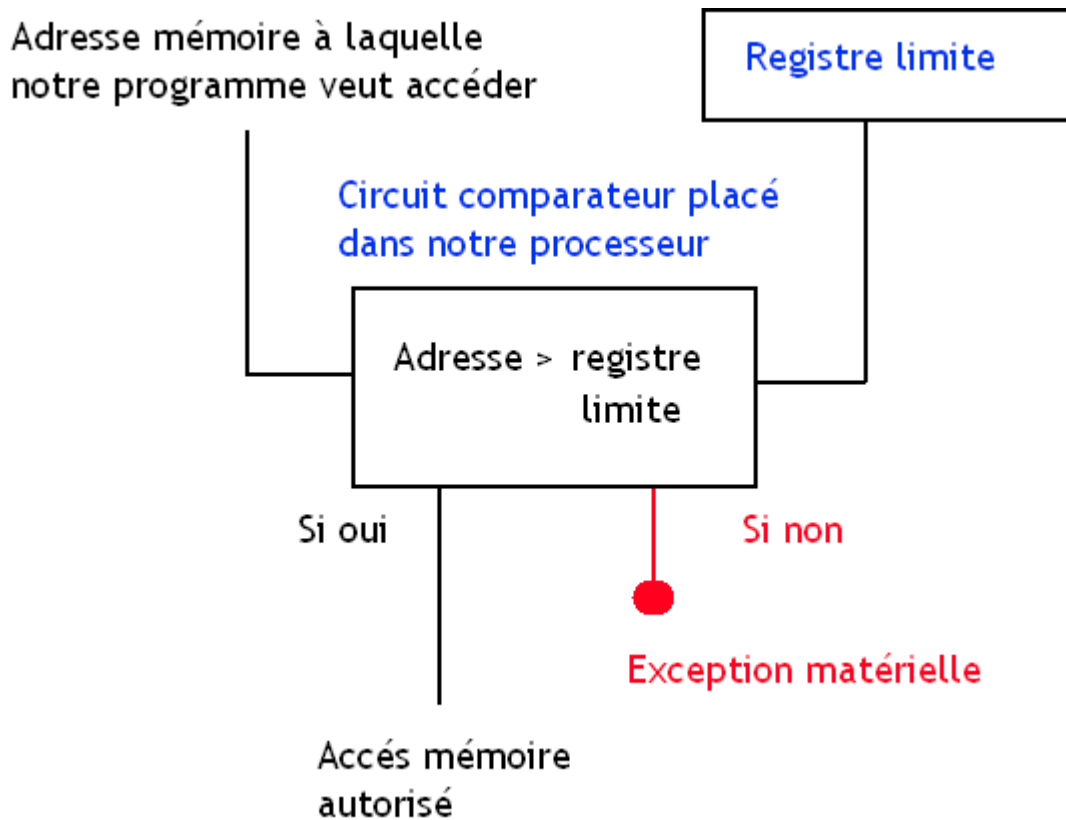 Adresse mémoire à laquelle
notre programme veut accéder
Registre limite
Circuit comparateur placé
dans notre processeur
Adresse > registre
limite
Si oui
Si non
Exception matérielle
Accés mémoire
autorisé